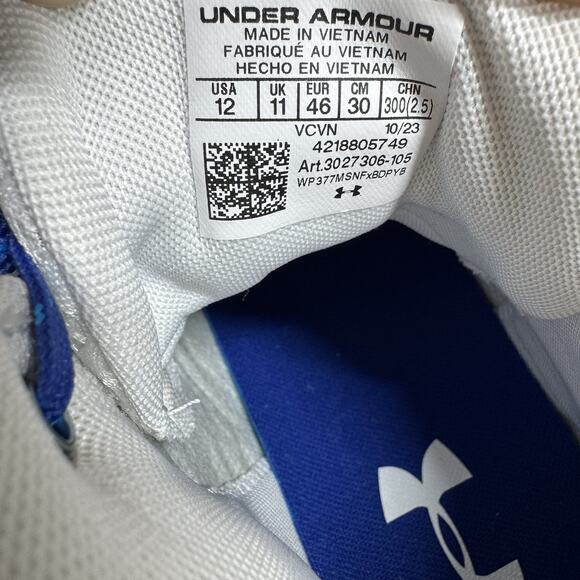 UNDER ARMOUR
MADE IN VIETNAM
FABRIQUÉ AU VIETNAM
HECHO EN VIETNAM
USA UK EUR CM CHN
12 11 46 30 300(2.5)
VCVN 10/23
4218805749
Art.3027306-105
WP377MSNFxBDPYB